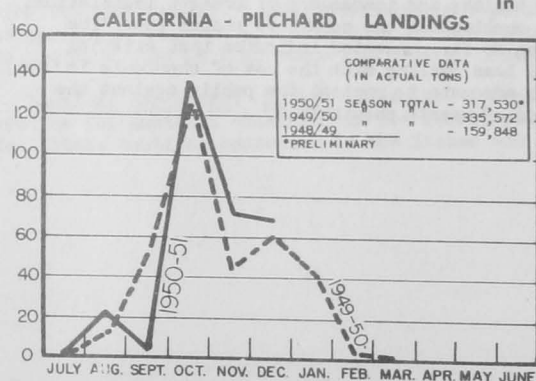 In
CALIFORNIA - PILCHARD LANDINGS
160
140
120
100
80
60
40
20
0
COMPARATIVE DATA
(IN ACTUAL TONS)
1950/51 SEASON TOTAL - 317,530*
1949/50 " " - 335,572
1948/49 " " - 159,848
*PRELIMINARY
1950-51
1949-50
JULY AUG. SEPT. OCT. NOV. DEC. JAN. FEB. MAR. APR. MAY JUNE